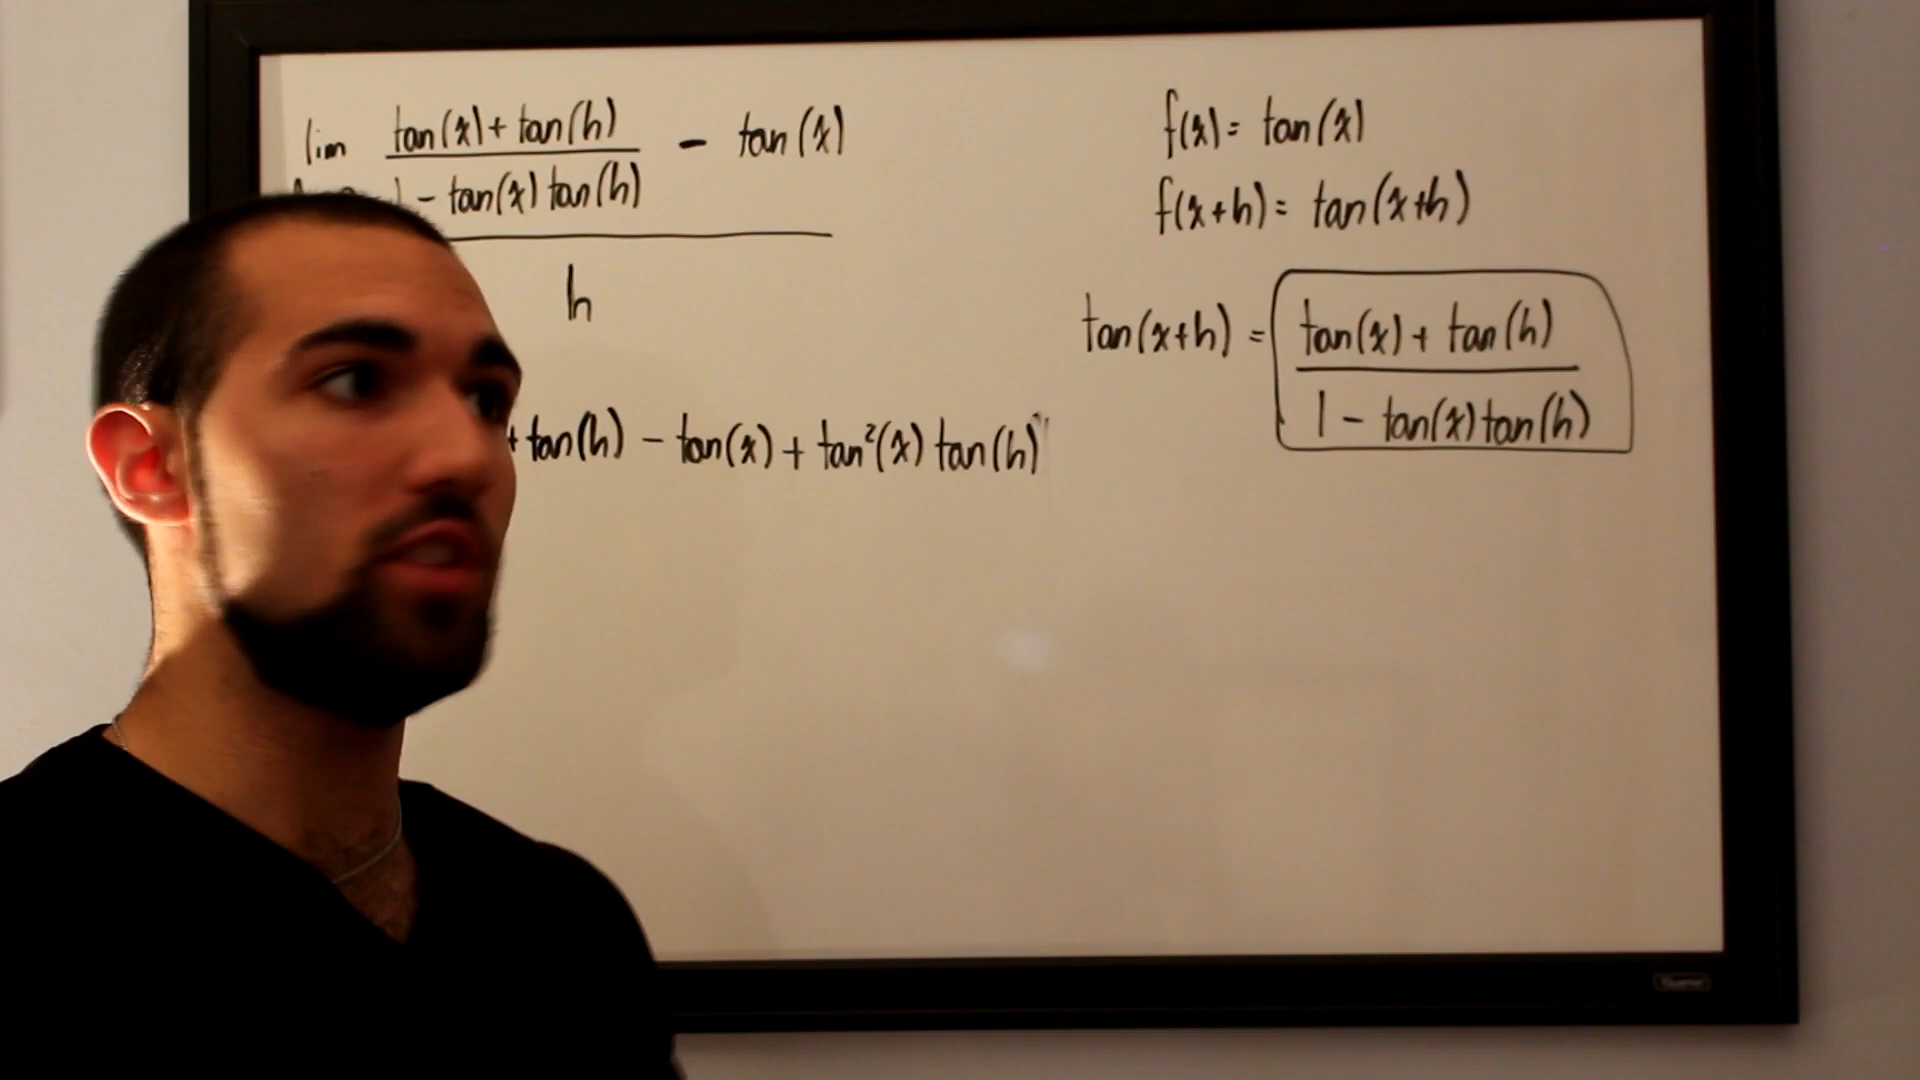 lim tan(x) + tan(h) - tan(x)
- tan(x) tan(h)
h
+ tan(h) - tan(x) + tan²(x) tan(h)
f(x) = tan(x)
f(x+h) = tan(x+h)
tan(x+h) = tan(x) + tan(h)
1 - tan(x) tan(h)